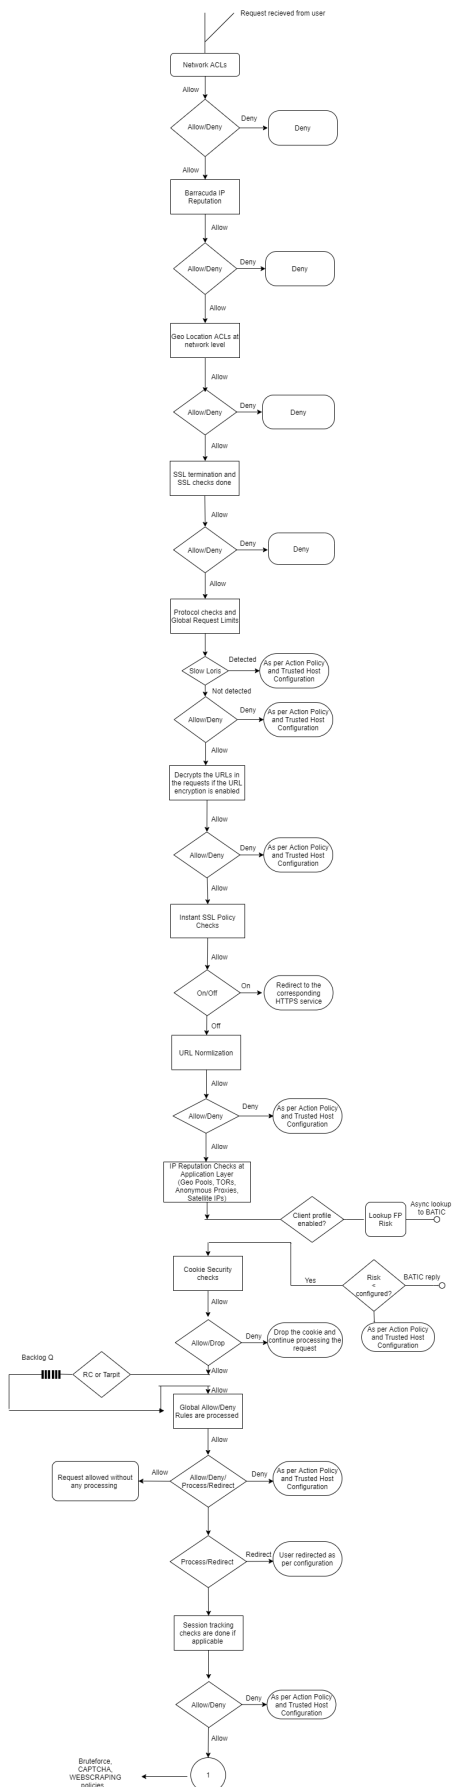 Request recieved from user
Network ACLs
Allow
Allow/Deny
Deny
Deny
Allow
Barracuda IP
Reputation
Allow
Allow/Deny
Deny
Deny
Allow
Geo Location ACLs at
network level
Allow
Allow/Deny
Deny
Deny
Allow
SSL termination and
SSL checks done
Allow
Allow/Deny
Deny
Deny
Allow
Protocol checks and
Global Request Limits
Slow Loris
Detected
As per Action Policy
and Trusted Host
Configuration
Not detected
Allow/Deny
Deny
As per Action Policy
and Trusted Host
Configuration
Allow
Decrypts the URLs in
the requests if the URL
encryption is enabled
Allow
Allow/Deny
Deny
As per Action Policy
and Trusted Host
Configuration
Allow
Instant SSL Policy
Checks
Allow
On/Off
On
Redirect to the
corresponding
HTTPS service
Off
URL Normlization
Allow
Allow/Deny
Deny
As per Action Policy
and Trusted Host
Configuration
Allow
IP Reputation Checks at
Application Layer
(Geo Pools, TORs,
Anonymous Proxies,
Satellite IPs)
Client profile
enabled?
Lookup FP
Risk
Async lookup
to BATIC
Cookie Security
checks
Yes
Risk
<
configured?
BATIC reply
As per Action Policy
and Trusted Host
Configuration
Allow
Allow/Drop
Deny
Drop the cookie and
continue processing the
request
Allow
Backlog Q
RC or Tarpit
Allow
Global Allow/Deny
Rules are processed
Allow
Request allowed without
any processing
Allow
Allow/Deny/
Process/Redirect
Deny
As per Action Policy
and Trusted Host
Configuration
Process/Redirect
Redirect
User redirected as
per configuration
Session tracking
checks are done if
applicable
Allow/Deny
Deny
As per Action Policy
and Trusted Host
Configuration
Allow
Bruteforce,
CAPTCHA,
WEBSCRAPING
policies
1